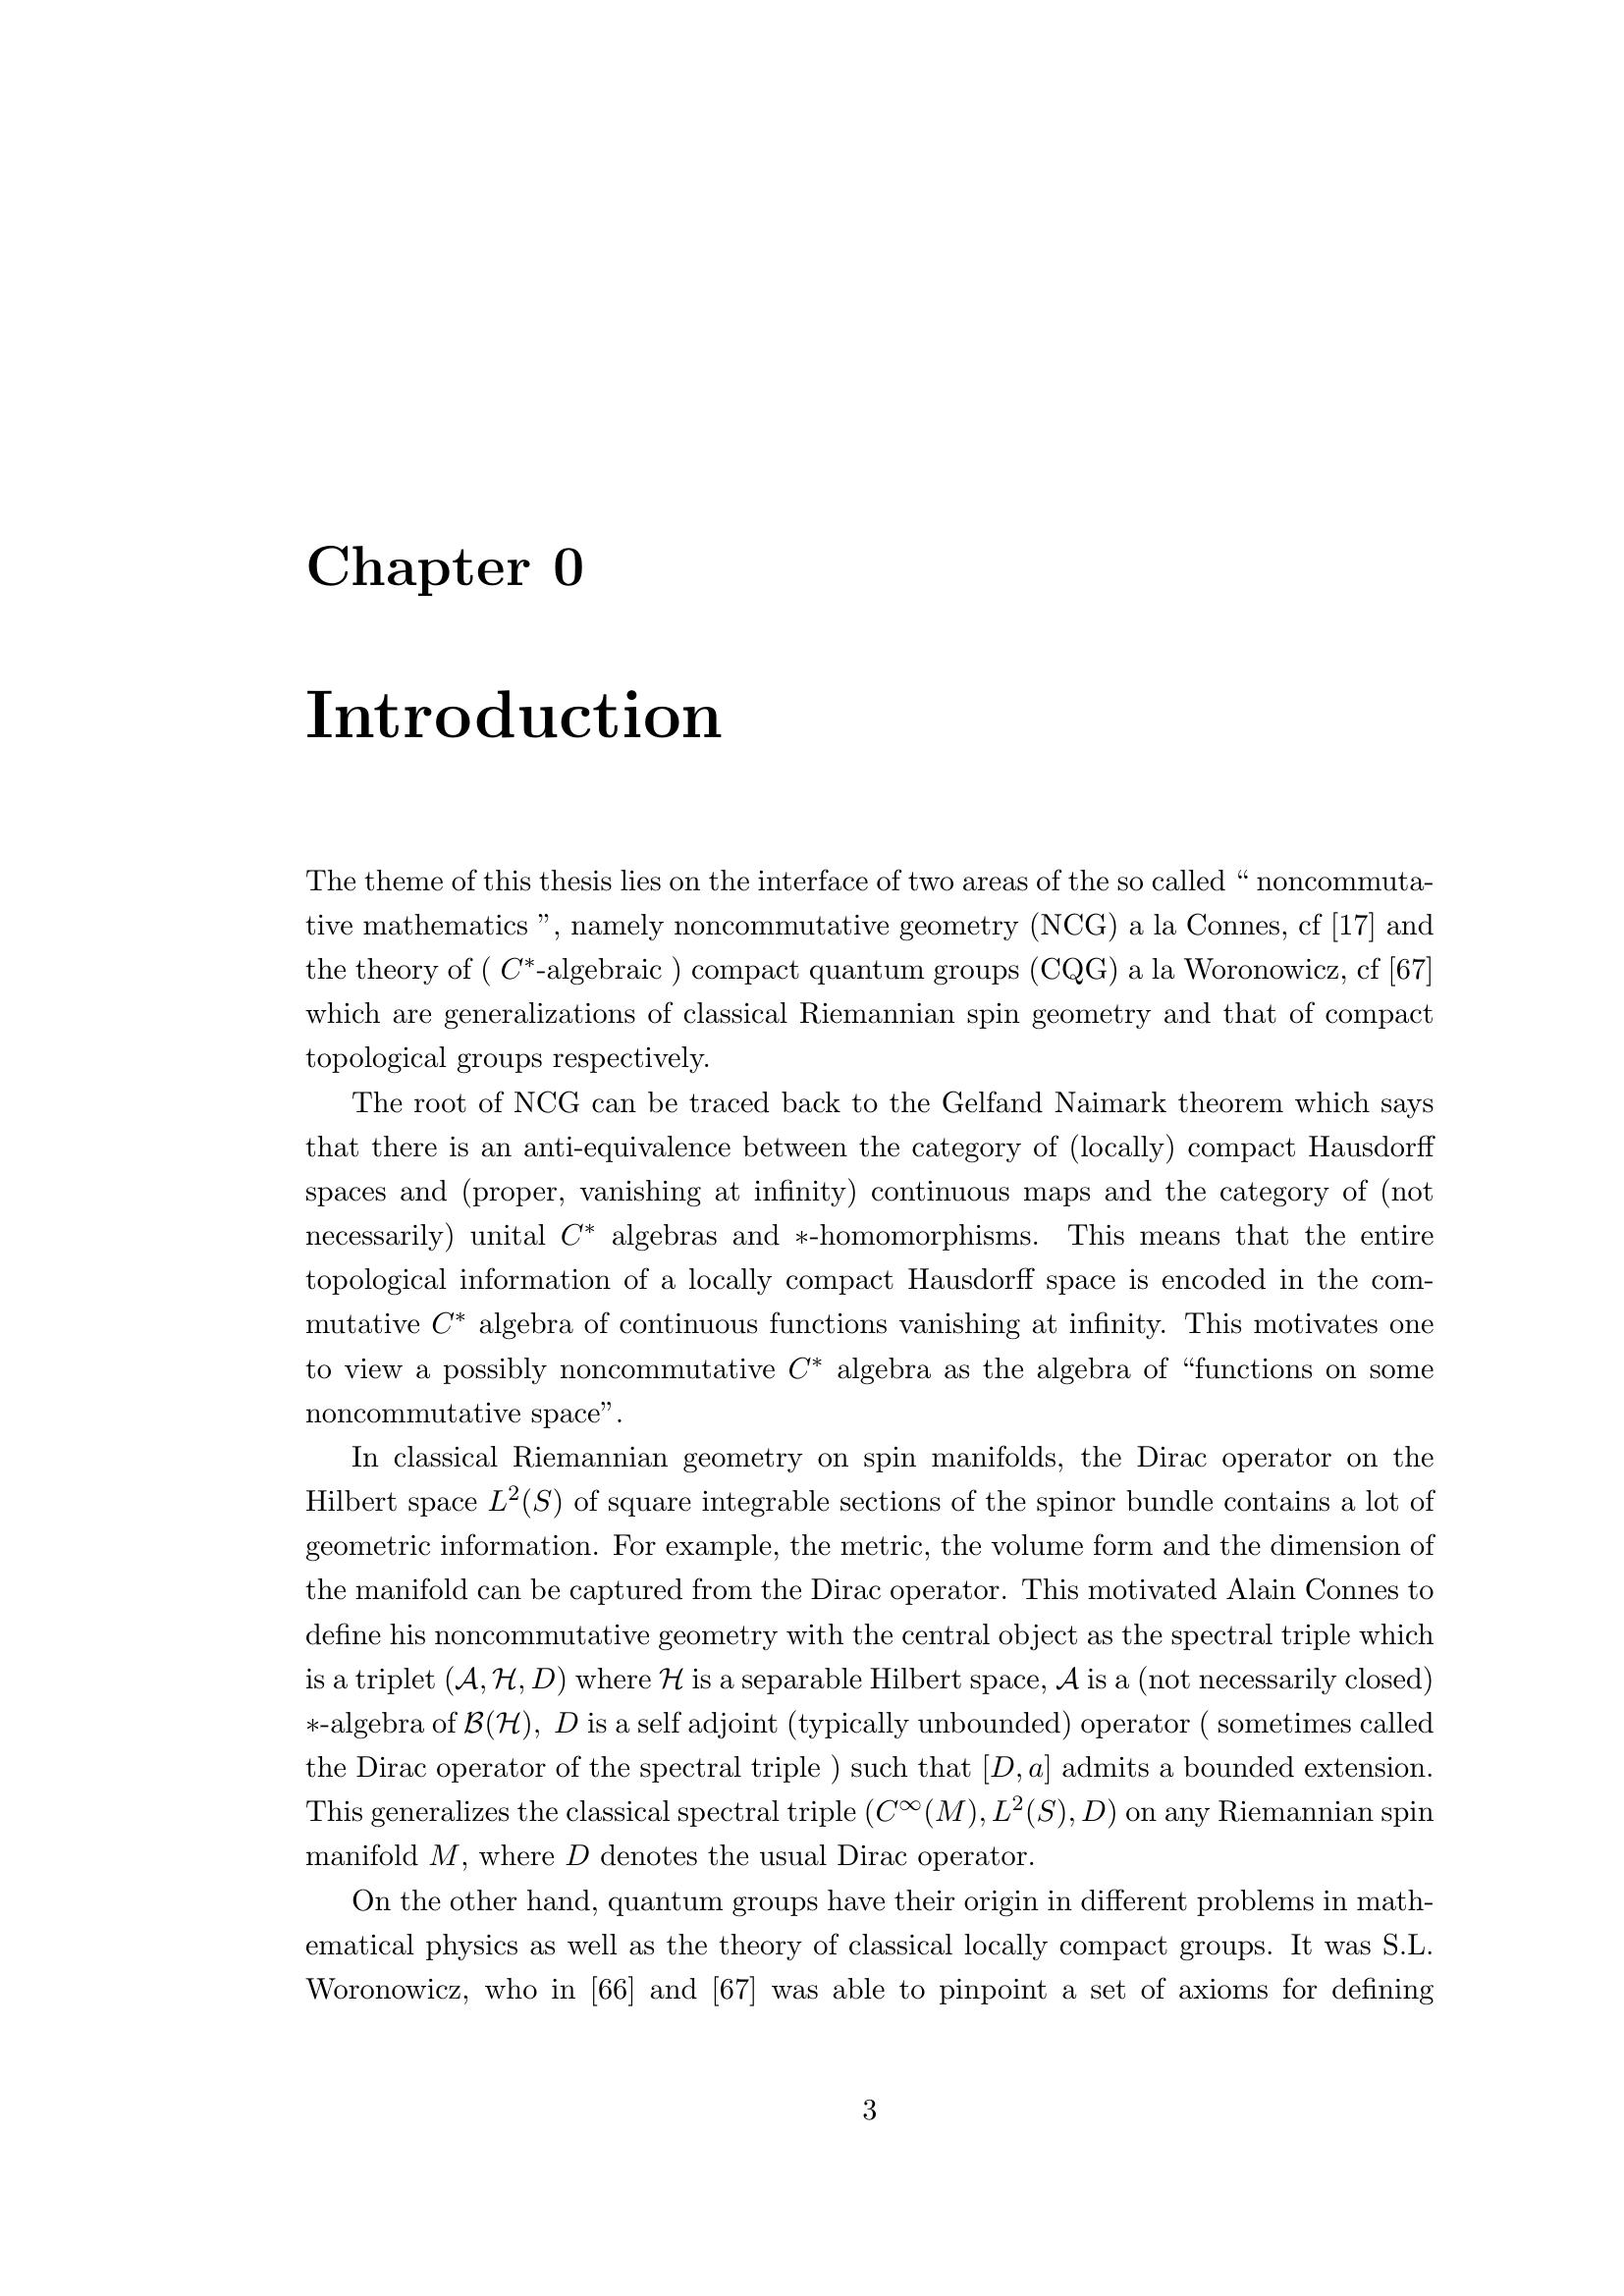 Chapter 0
Introduction
The theme of this thesis lies on the interface of two areas of the so called “ noncommuta-
tive mathematics ”, namely noncommutative geometry (NCG) a la Connes, cf [17] and
the theory of ( C*-algebraic ) compact quantum groups (CQG) a la Woronowicz, cf [67]
which are generalizations of classical Riemannian spin geometry and that of compact
topological groups respectively.
The root of NCG can be traced back to the Gelfand Naimark theorem which says
that there is an anti-equivalence between the category of (locally) compact Hausdorff
spaces and (proper, vanishing at infinity) continuous maps and the category of (not
necessarily) unital C* algebras and ∗-homomorphisms. This means that the entire
topological information of a locally compact Hausdorff space is encoded in the com-
mutative C* algebra of continuous functions vanishing at infinity. This motivates one
to view a possibly noncommutative C* algebra as the algebra of “functions on some
noncommutative space”.
In classical Riemannian geometry on spin manifolds, the Dirac operator on the
Hilbert space L²(S) of square integrable sections of the spinor bundle contains a lot of
geometric information. For example, the metric, the volume form and the dimension of
the manifold can be captured from the Dirac operator. This motivated Alain Connes to
define his noncommutative geometry with the central object as the spectral triple which
is a triplet (𝒜, ℋ, D) where ℋ is a separable Hilbert space, 𝒜 is a (not necessarily closed)
∗-algebra of ℬ(ℋ), D is a self adjoint (typically unbounded) operator ( sometimes called
the Dirac operator of the spectral triple ) such that [D, a] admits a bounded extension.
This generalizes the classical spectral triple (C^∞(M), L²(S), D) on any Riemannian spin
manifold M, where D denotes the usual Dirac operator.
On the other hand, quantum groups have their origin in different problems in math-
ematical physics as well as the theory of classical locally compact groups. It was S.L.
Woronowicz, who in [66] and [67] was able to pinpoint a set of axioms for defining
3